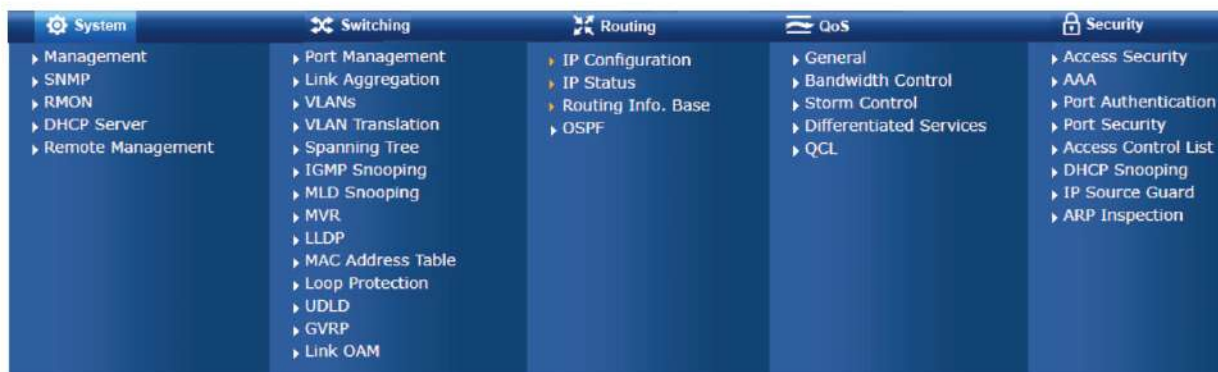 System
Management
SNMP
RMON
DHCP Server
Remote Management
Switching
Port Management
Link Aggregation
VLANs
VLAN Translation
Spanning Tree
IGMP Snooping
MLD Snooping
MVR
LLDP
MAC Address Table
Loop Protection
UDLD
GVRP
Link OAM
Routing
IP Configuration
IP Status
Routing Info. Base
OSPF
QoS
General
Bandwidth Control
Storm Control
Differentiated Services
QCL
Security
Access Security
AAA
Port Authentication
Port Security
Access Control List
DHCP Snooping
IP Source Guard
ARP Inspection